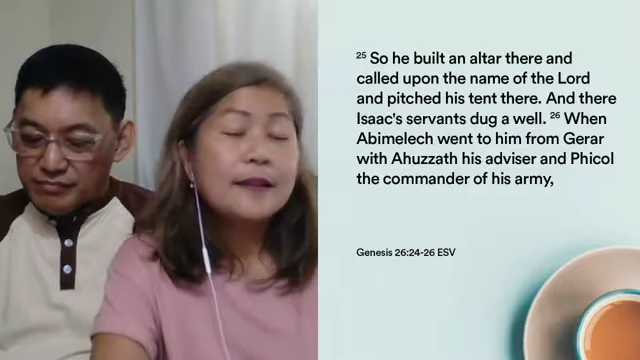 25 So he built an altar there and
called upon the name of the Lord
and pitched his tent there. And there
Isaac's servants dug a well. 26 When
Abimelech went to him from Gerar
with Ahuzzath his adviser and Phicol
the commander of his army,
Genesis 26:24-26 ESV